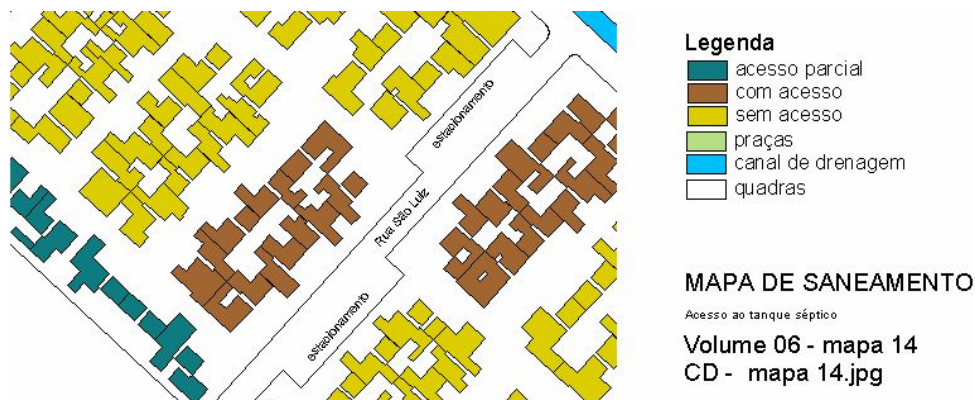 estacionamento
Rua São Luiz
estacionamento
Legenda
acesso parcial
com acesso
sem acesso
praças
canal de drenagem
quadras
MAPA DE SANEAMENTO
Acesso ao tanque séptico
Volume 06 - mapa 14
CD - mapa 14.jpg